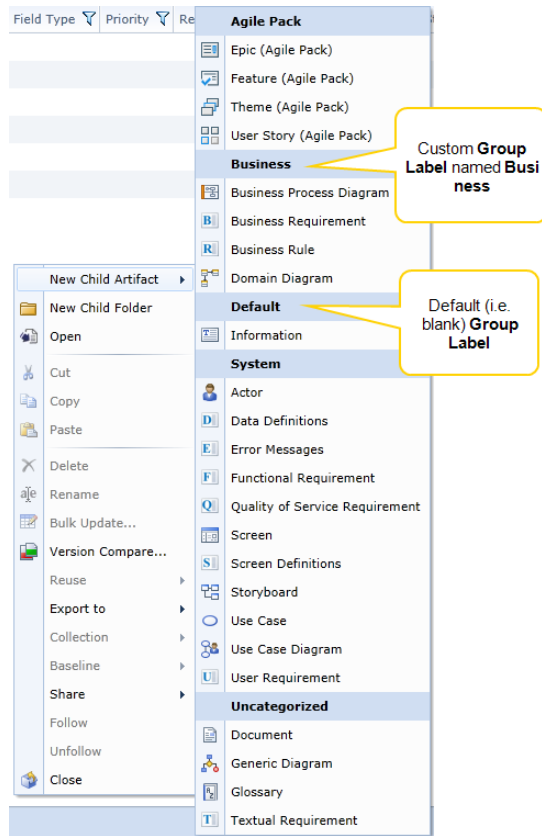 Field Type Priority Re
Agile Pack
Epic (Agile Pack)
Feature (Agile Pack)
Theme (Agile Pack)
User Story (Agile Pack)
Business
Business Process Diagram
Business Requirement
Business Rule
Domain Diagram
Default
Information
System
Actor
Data Definitions
Error Messages
Functional Requirement
Quality of Service Requirement
Screen
Screen Definitions
Storyboard
Use Case
Use Case Diagram
User Requirement
Uncategorized
Document
Generic Diagram
Glossary
Textual Requirement
Custom Group
Label named Busi
ness
Default (i.e.
blank) Group
Label
New Child Artifact
New Child Folder
Open
Cut
Copy
Paste
Delete
Rename
Bulk Update...
Version Compare...
Reuse
Export to
Collection
Baseline
Share
Follow
Unfollow
Close